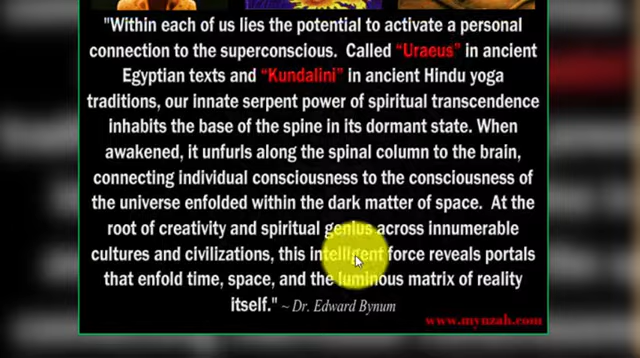 "Within each of us lies the potential to activate a personal
connection to the superconscious. Called "Uraeus" in ancient
Egyptian texts and "Kundalini" in ancient Hindu yoga
traditions, our innate serpent power of spiritual transcendence
inhabits the base of the spine in its dormant state. When
awakened, it unfurls along the spinal column to the brain,
connecting individual consciousness to the consciousness of
the universe enfolded within the dark matter of space. At the
root of creativity and spiritual genius across innumerable
cultures and civilizations, this intelligent force reveals portals
that enfold time, space, and the luminous matrix of reality
itself." ~ Dr. Edward Bynum
www.mynzah.com